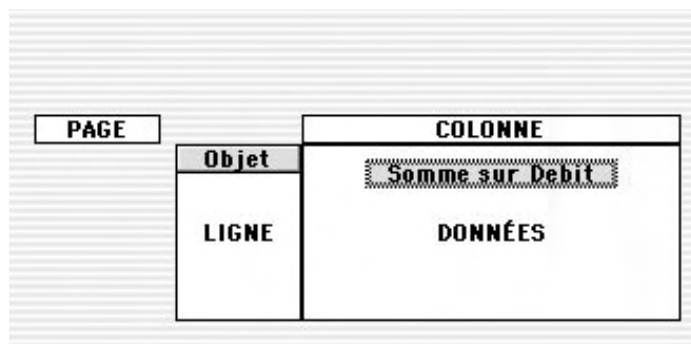 PAGE
COLONNE
Objet
Somme sur Debit
LIGNE
DONNÉES